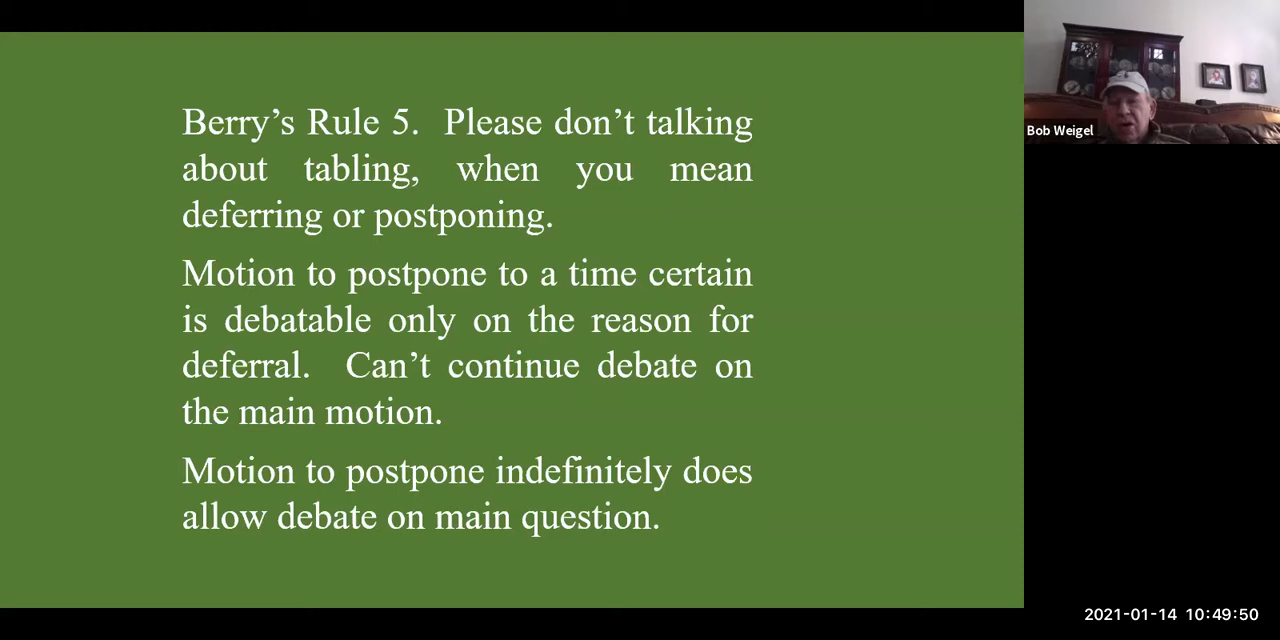 Berry’s Rule 5.  Please don’t talking
about tabling, when you mean
deferring or postponing.
Motion to postpone to a time certain
is debatable only on the reason for
deferral.  Can’t continue debate on
the main motion.
Motion to postpone indefinitely does
allow debate on main question.
Bob Weigel
2021-01-14 10:49:50